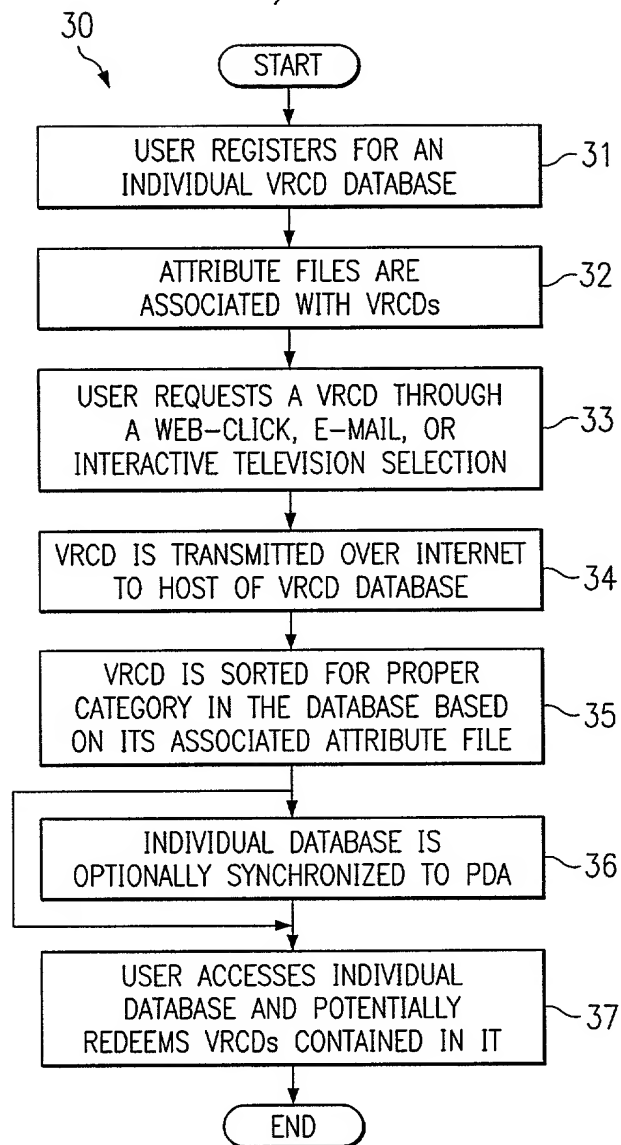 30
START
USER REGISTERS FOR AN
INDIVIDUAL VRCD DATABASE
31
ATTRIBUTE FILES ARE
ASSOCIATED WITH VRCDs
32
USER REQUESTS A VRCD THROUGH
A WEB-CLICK, E-MAIL, OR
INTERACTIVE TELEVISION SELECTION
33
VRCD IS TRANSMITTED OVER INTERNET
TO HOST OF VRCD DATABASE
34
VRCD IS SORTED FOR PROPER
CATEGORY IN THE DATABASE BASED
ON ITS ASSOCIATED ATTRIBUTE FILE
35
INDIVIDUAL DATABASE IS
OPTIONALLY SYNCHRONIZED TO PDA
36
USER ACCESSES INDIVIDUAL
DATABASE AND POTENTIALLY
REDEEMS VRCDs CONTAINED IN IT
37
END